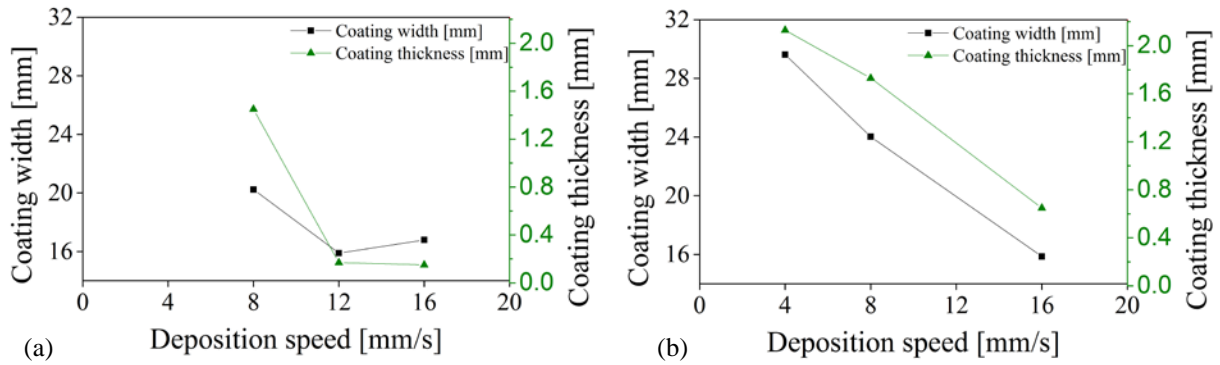 Coating width [mm]
32
28
24
20
16
Coating width [mm]
Coating thickness [mm]
2.0
1.6
1.2
0.8
0.4
0.0
Coating thickness [mm]
0 4 8 12 16 20
Deposition speed [mm/s]
(a)
Coating width [mm]
32
28
24
20
16
Coating width [mm]
Coating thickness [mm]
2.0
1.6
1.2
0.8
0.4
0.0
Coating thickness [mm]
0 4 8 12 16 20
Deposition speed [mm/s]
(b)